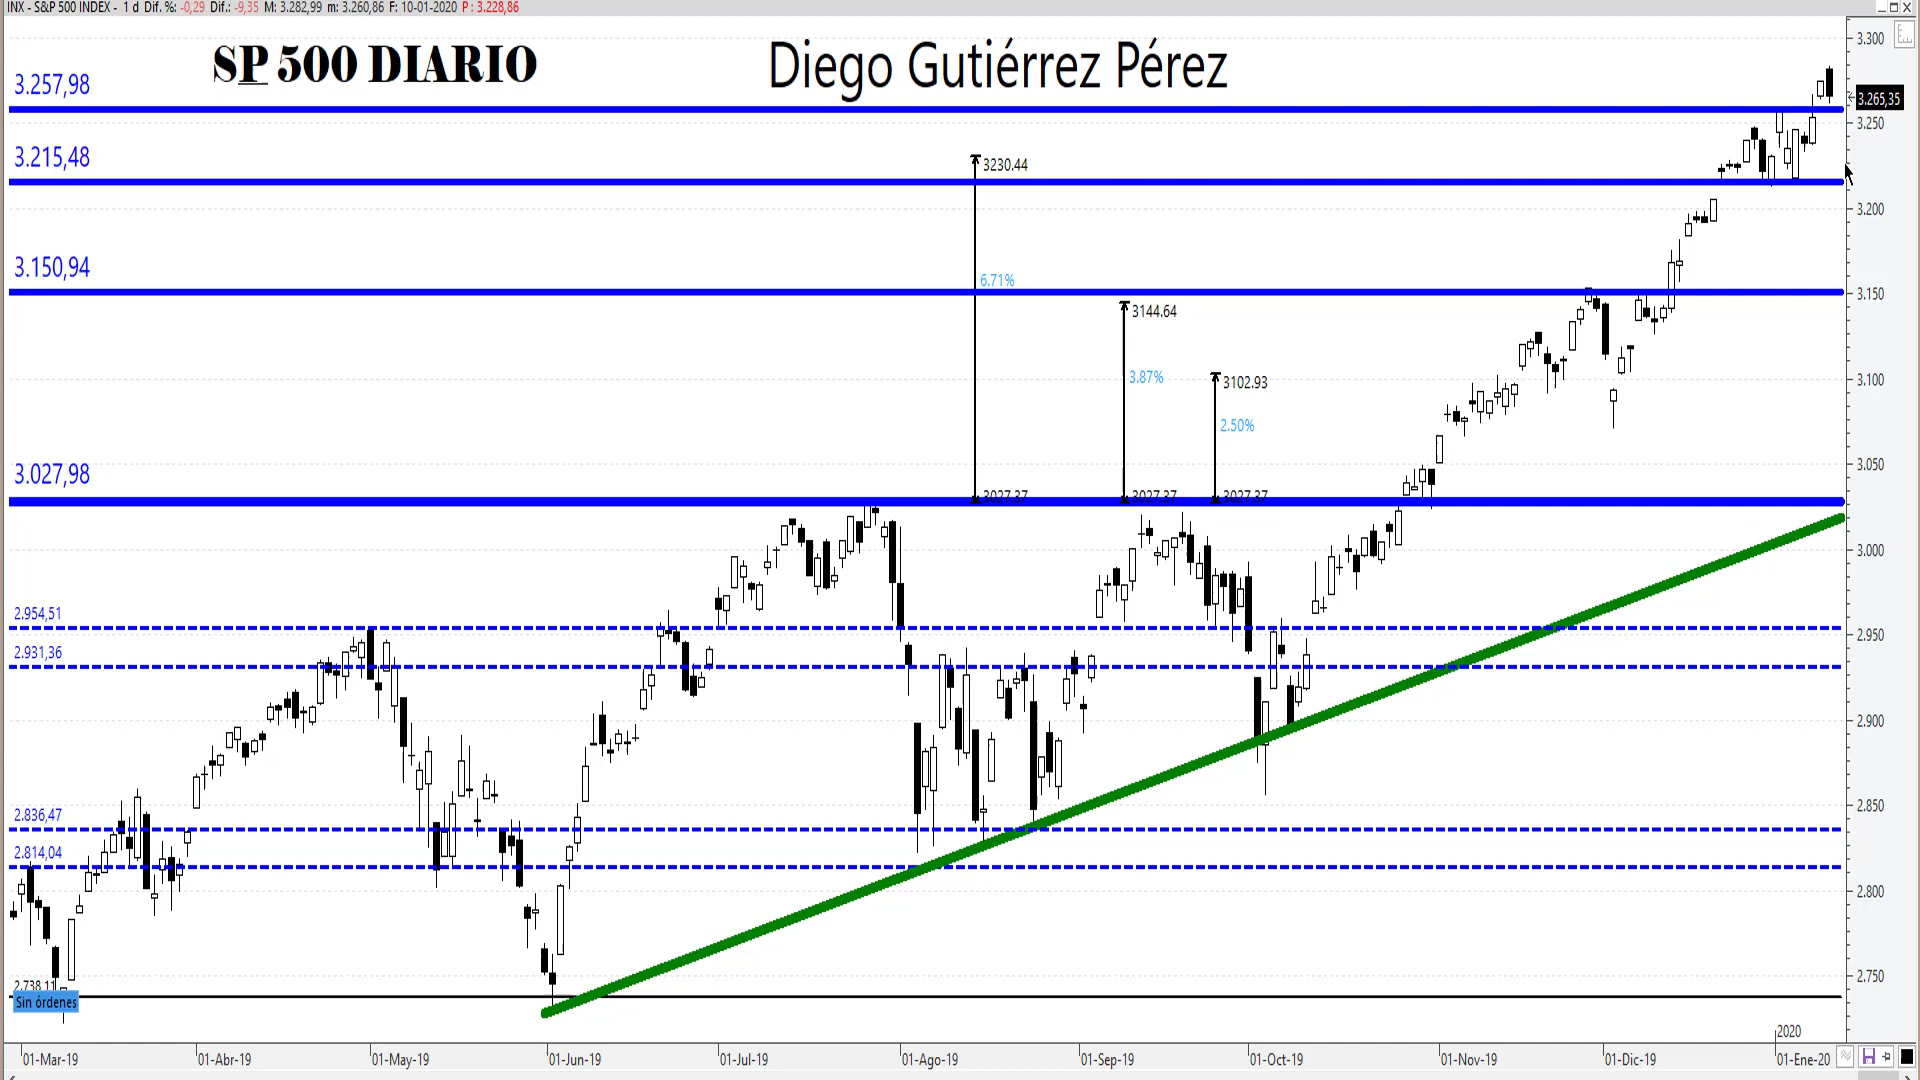 INX - S&P 500 INDEX - 1 d Dif. %: -0,29 Dif.: -9,35 M: 3.282,99 m: 3.260,86 F: 10-01-2020 P : 3.228,86
SP 500 DIARIO
Diego Gutiérrez Pérez
3.300
3.257,98
3.265,35
3.250
3.215,48
3230.44
3.200
3.150,94
6.71%
3.150
3144.64
3.87%
3102.93
3.100
2.50%
3.027,98
3.050
3027.37
3027.37
3027.37
3.000
2.954,51
2.950
2.931,36
2.900
2.836,47
2.850
2.814,04
2.800
2.738,11
2.750
Sin órdenes
2020
01-Mar-19
01-Abr-19
01-May-19
01-Jun-19
01-Jul-19
01-Ago-19
01-Sep-19
01-Oct-19
01-Nov-19
01-Dic-19
01-Ene-20